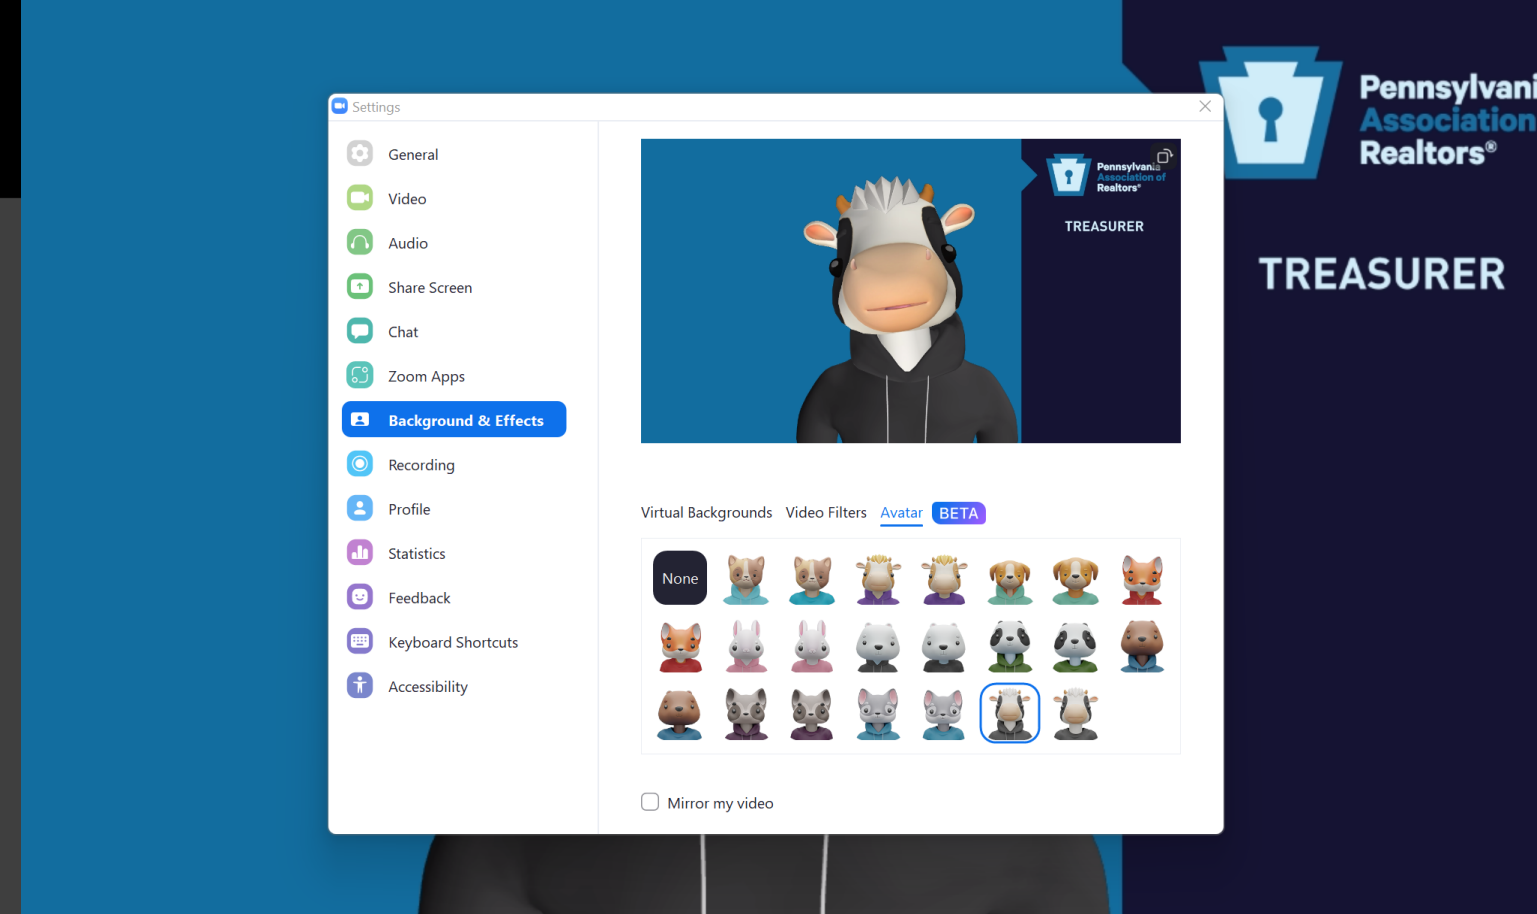 Pennsylvani
Association
Realtors®
TREASURER
Settings
General
Video
Audio
Share Screen
Chat
Zoom Apps
Background & Effects
Recording
Profile
Statistics
Feedback
Keyboard Shortcuts
Accessibility
Pennsylvania
Association of
Realtors®
TREASURER
Virtual Backgrounds Video Filters Avatar BETA
None
Mirror my video